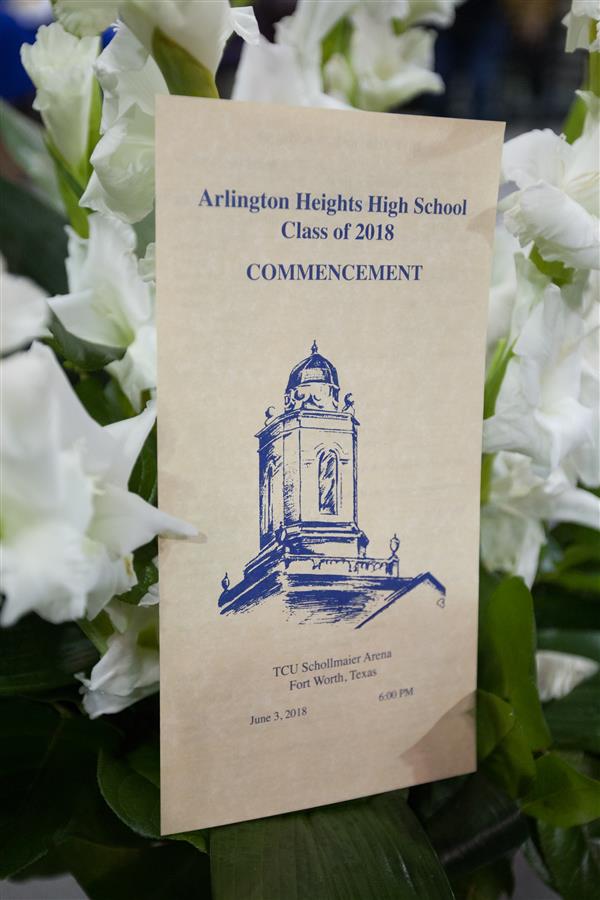 Arlington Heights High School
Class of 2018
COMMENCEMENT
TCU Schollmaier Arena
Fort Worth, Texas
June 3, 2018 6:00 PM